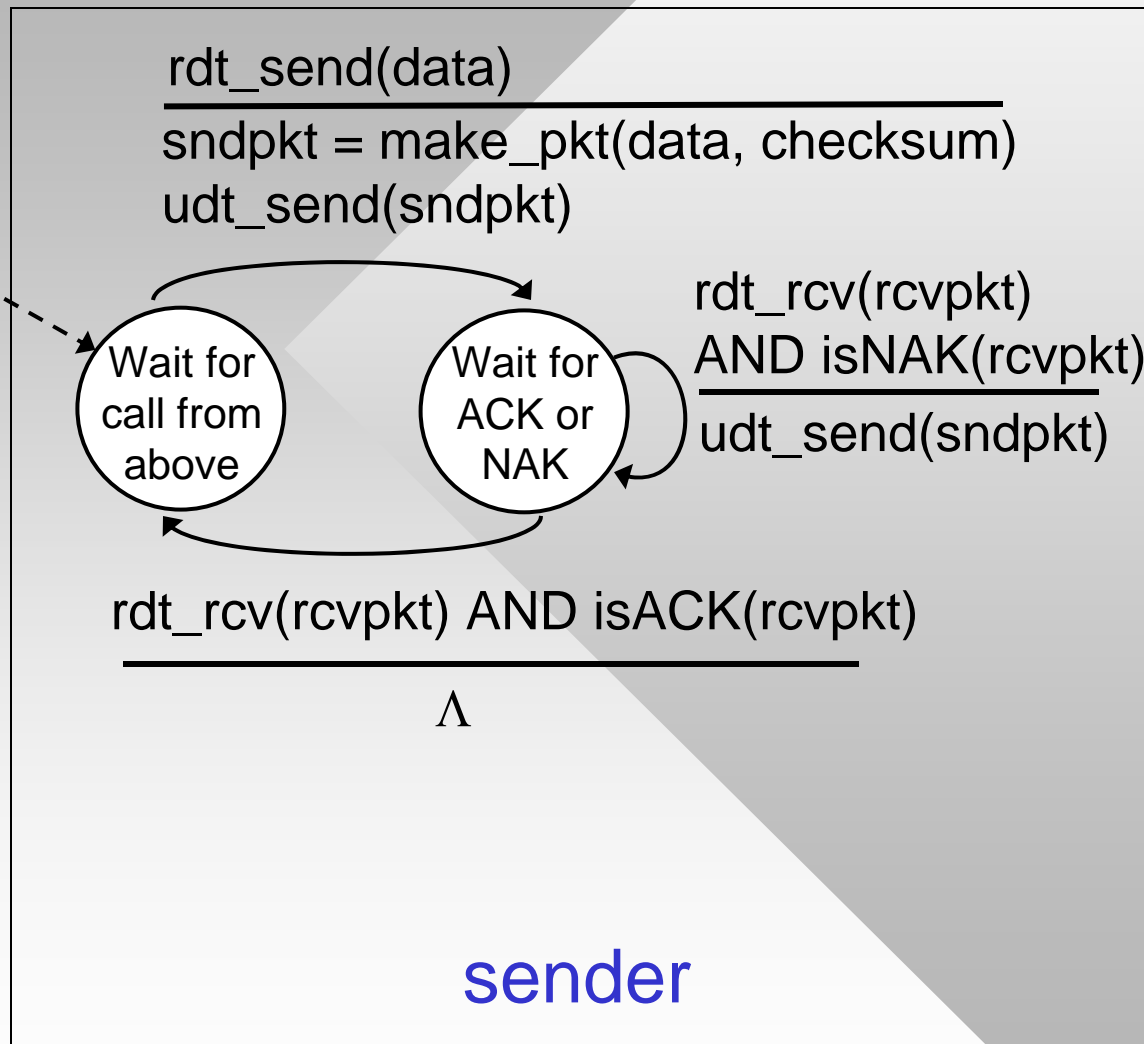 rdt_send(data)
sndpkt = make_pkt(data, checksum)
udt_send(sndpkt)
Wait for
call from
above
Wait for
ACK or
NAK
rdt_rcv(rcvpkt)
AND isNAK(rcvpkt)
udt_send(sndpkt)
rdt_rcv(rcvpkt) AND isACK(rcvpkt)
Λ
sender